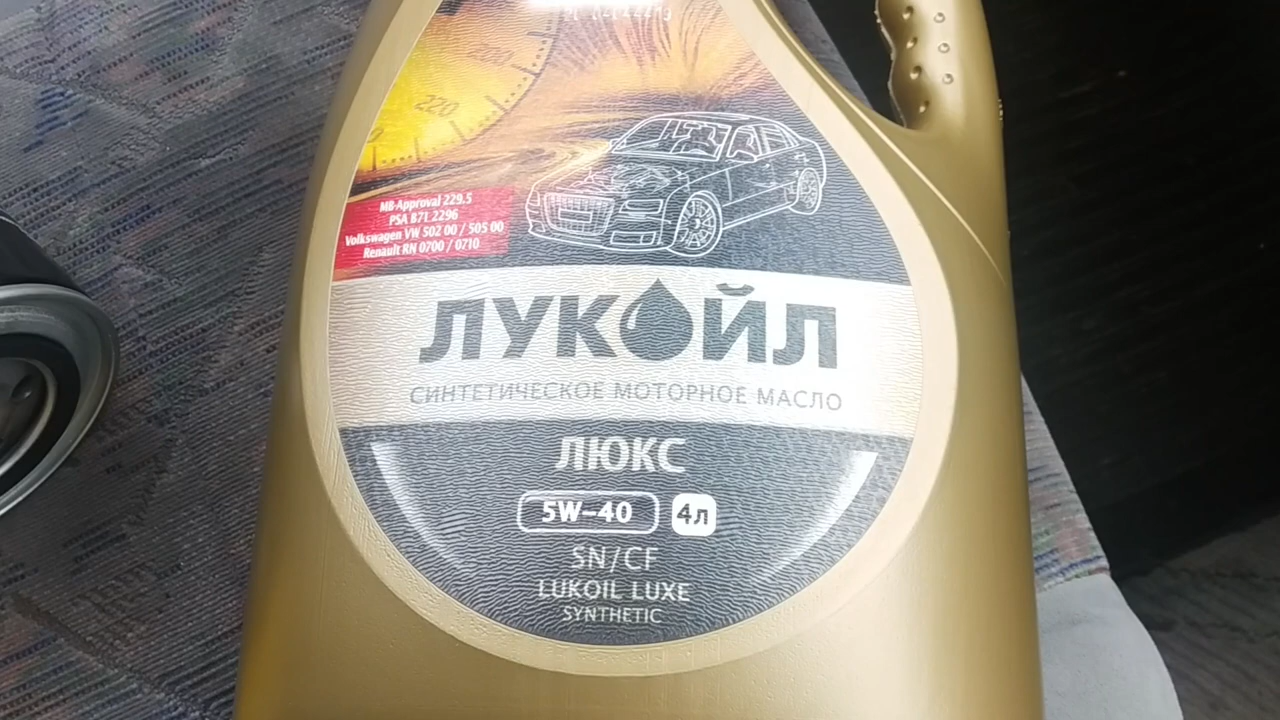 220
MB-Approval 229.5
PSA B71 2296
Volkswagen VW 502 00 / 505 00
Renault RN 0700 / 0710
ЛУКОЙЛ
СИНТЕТИЧЕСКОЕ МОТОРНОЕ МАСЛО
ЛЮКС
5W-40 4л
SN/CF
LUKOIL LUXE
SYNTHETIC